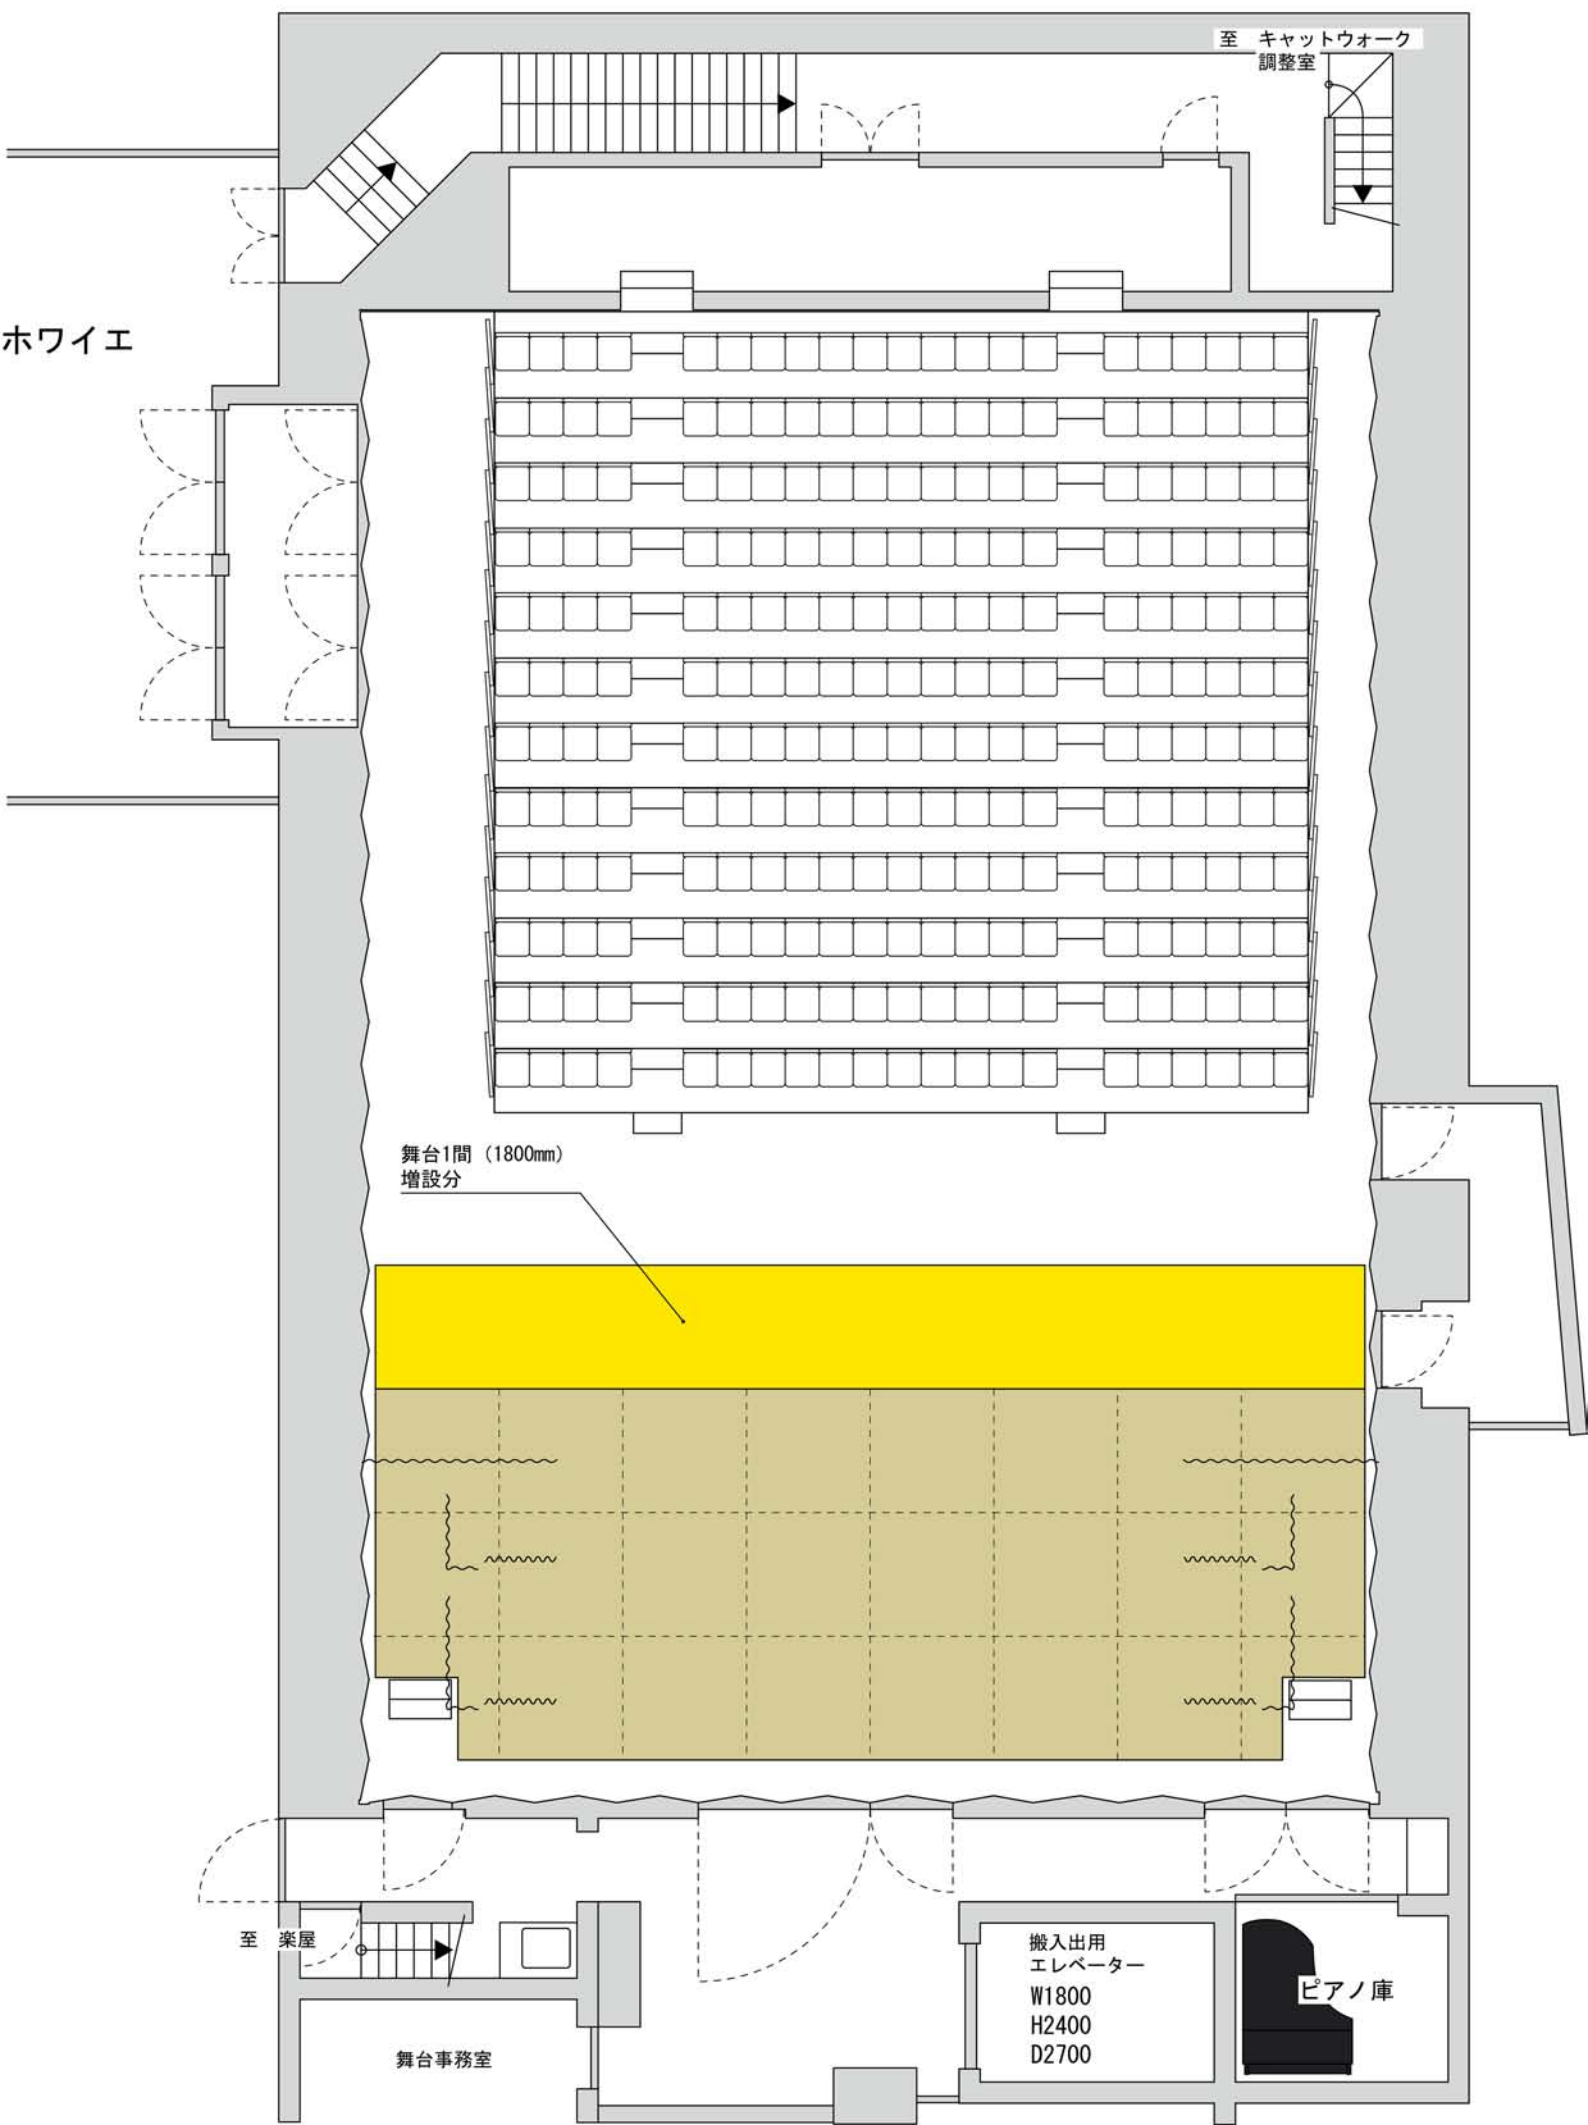 至　キャットウォーク
調整室
ホワイエ
舞台1間（1800㎜）
増設分
至　楽屋
搬入出用
エレベーター
W1800
H2400
D2700
ピアノ庫
舞台事務室